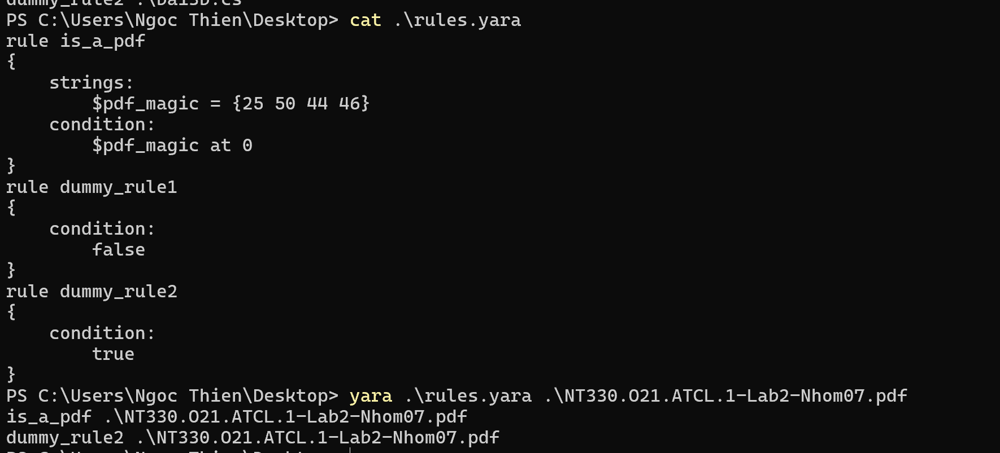 dummy_rule2 .\Dai3D.cs
PS C:\Users\Ngoc Thien\Desktop> cat .\rules.yara
rule is_a_pdf
{
    strings:
        $pdf_magic = {25 50 44 46}
    condition:
        $pdf_magic at 0
}
rule dummy_rule1
{
    condition:
        false
}
rule dummy_rule2
{
    condition:
        true
}
PS C:\Users\Ngoc Thien\Desktop> yara .\rules.yara .\NT330.O21.ATCL.1-Lab2-Nhom07.pdf
is_a_pdf .\NT330.O21.ATCL.1-Lab2-Nhom07.pdf
dummy_rule2 .\NT330.O21.ATCL.1-Lab2-Nhom07.pdf